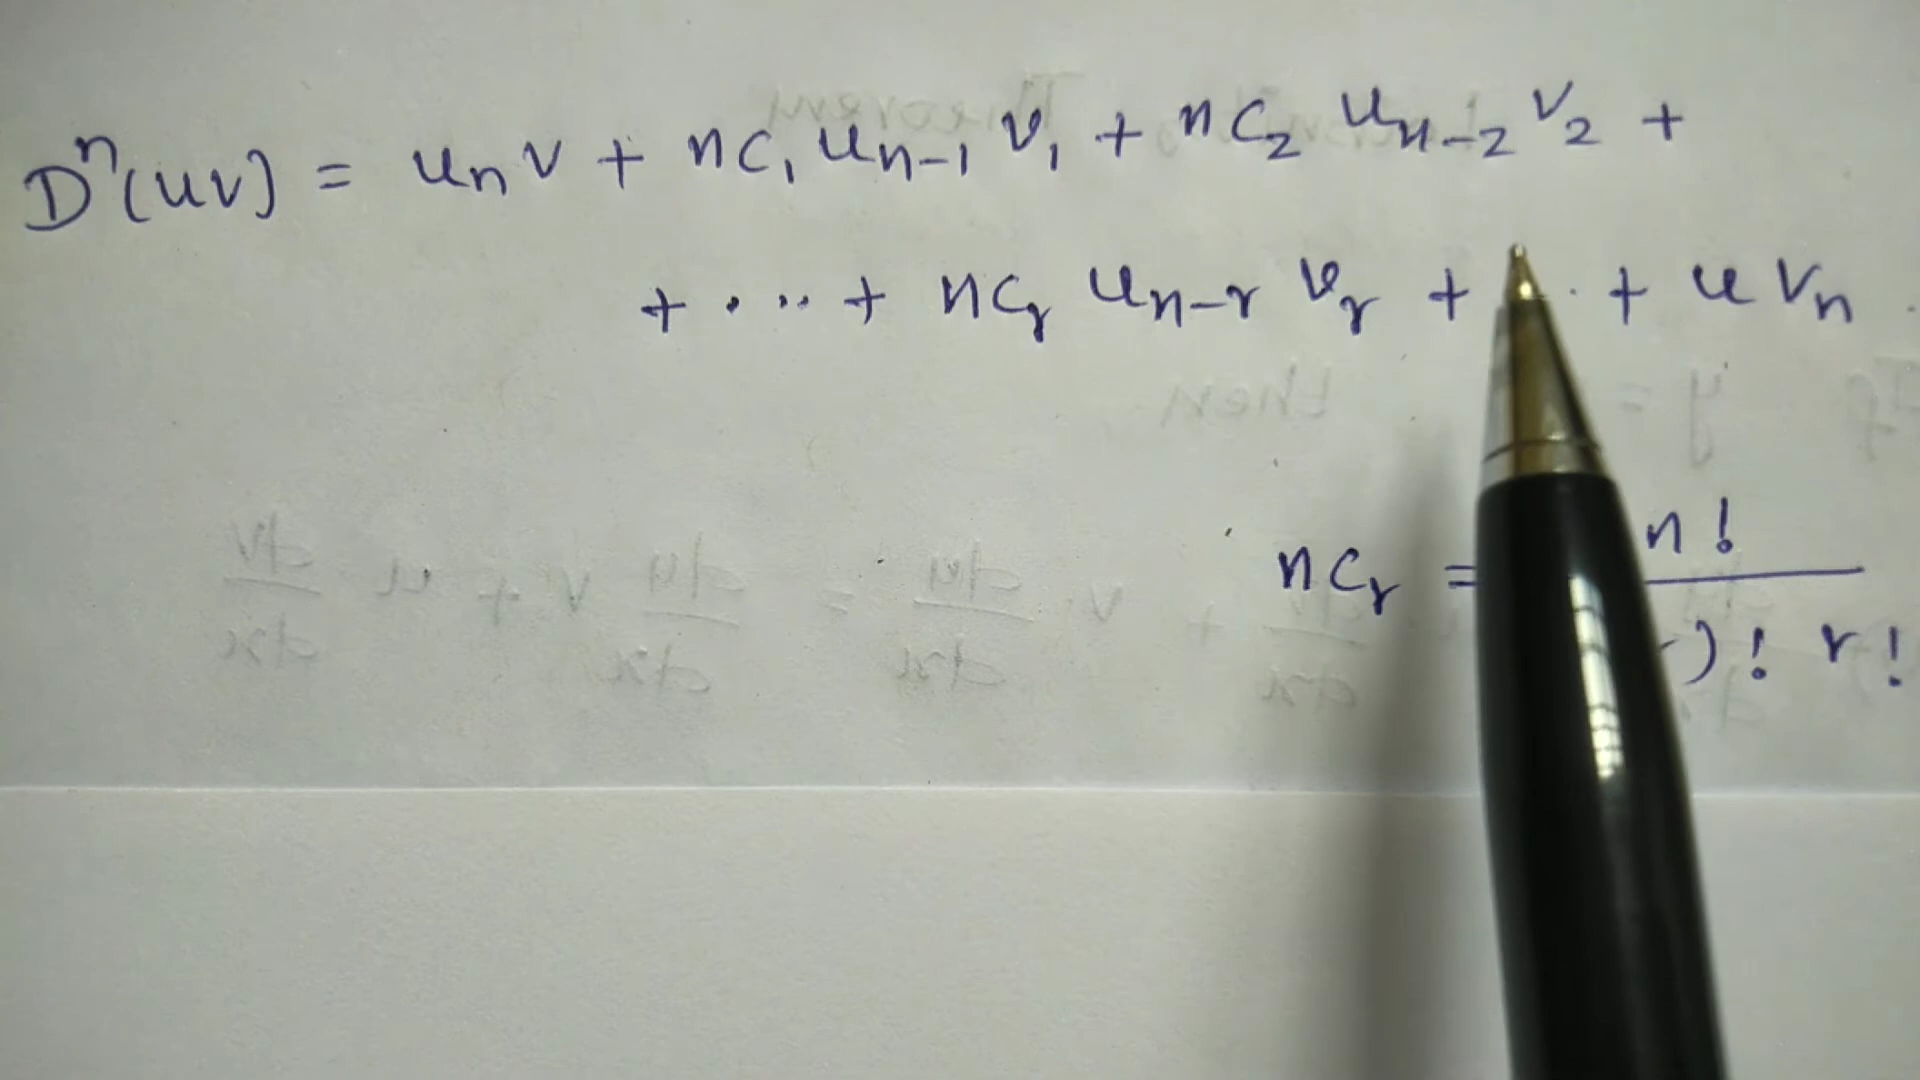 Dⁿ(uv) = uₙv + nc₁ uₙ₋₁ v₁ + nc₂ uₙ₋₂ v₂ +
+ . ... + ncᵣ uₙ₋ᵣ vᵣ + . . + u vₙ .
ncᵣ = n!
)! r!